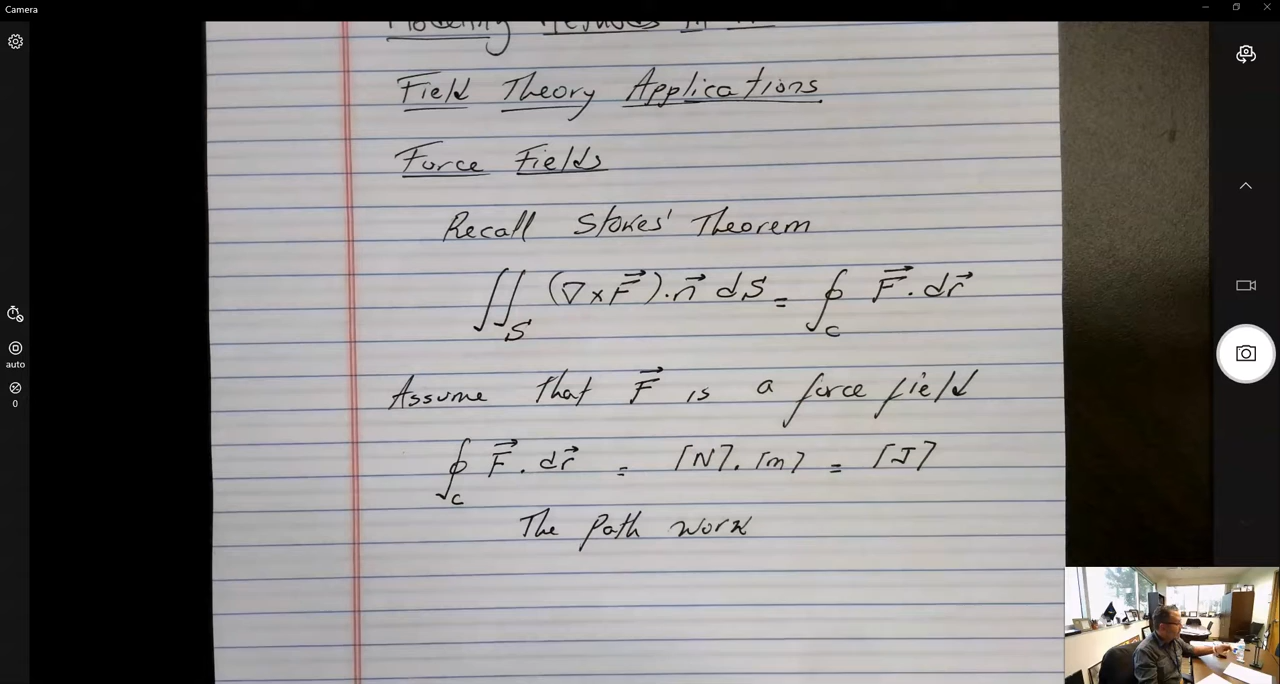 Camera
Field Theory Applications
Force Fields
Recall Stokes' Theorem
∬_S (∇×F⃗).n⃗ dS = ∮_C F⃗.dr⃗
Assume that F⃗ is a force field
∮_C F⃗.dr⃗ = [N].[m] = [J]
The Path work
auto
0